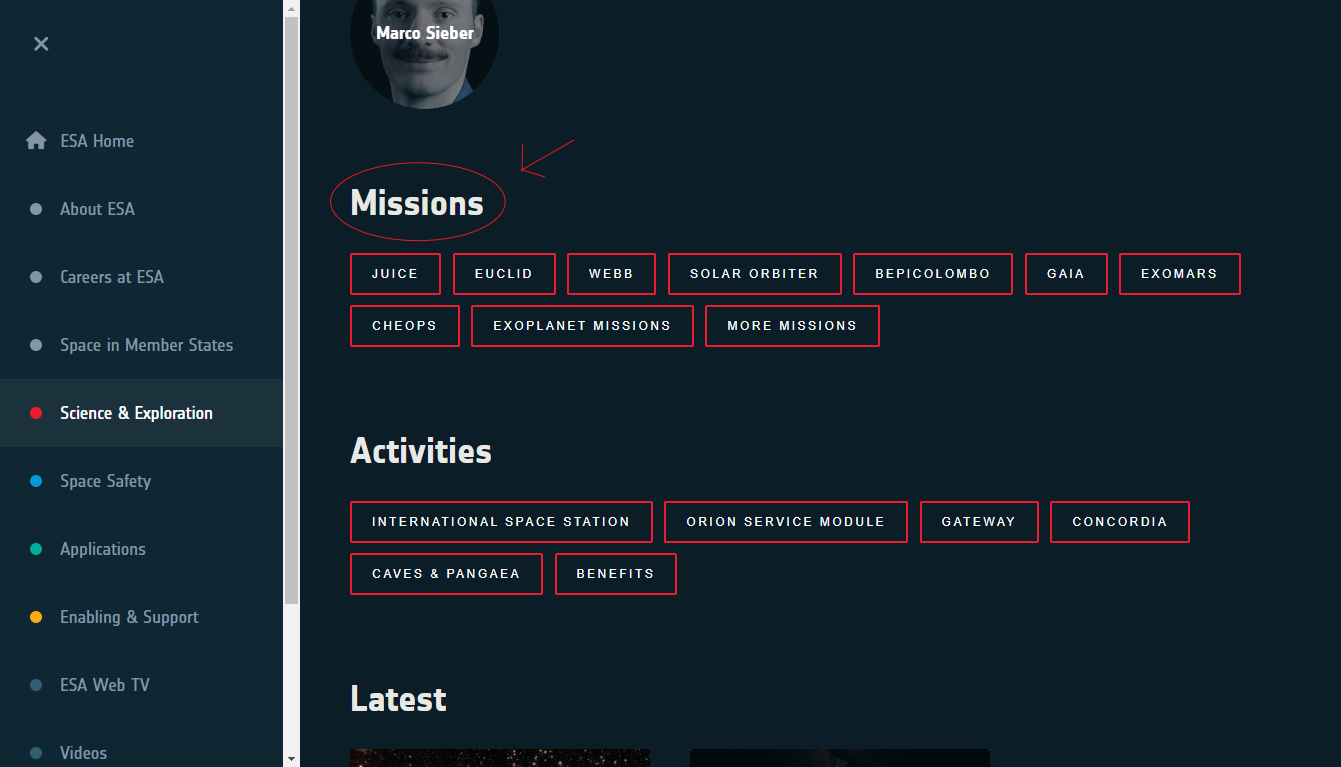 ESA Home
About ESA
Careers at ESA
Space in Member States
Science & Exploration
Space Safety
Applications
Enabling & Support
ESA Web TV
Videos
Marco Sieber
Missions
JUICE EUCLID WEBB SOLAR ORBITER BEPICOLOMBO GAIA EXOMARS
CHEOPS EXOPLANET MISSIONS MORE MISSIONS
Activities
INTERNATIONAL SPACE STATION ORION SERVICE MODULE GATEWAY CONCORDIA
CAVES & PANGAEA BENEFITS
Latest